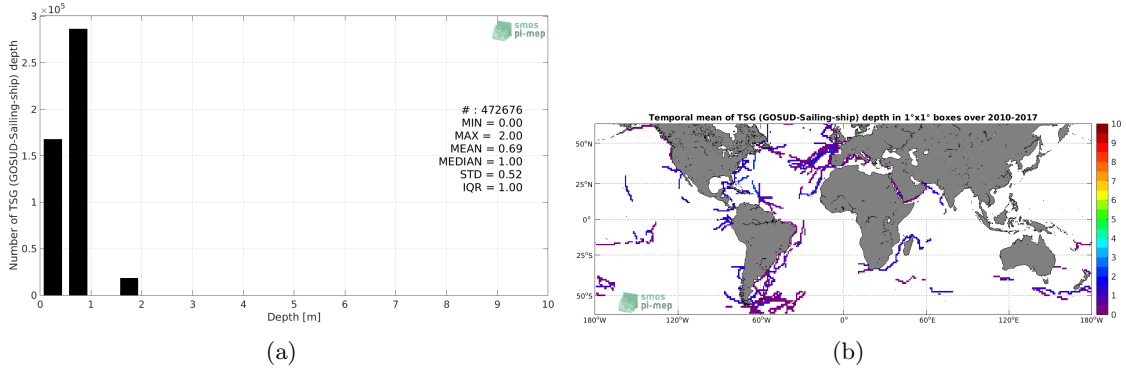 3 ×10⁵
smos
pi-mep
2.5
2
1.5
1
0.5
0
Number of TSG (GOSUD-Sailing-ship) depth
# : 472676
MIN = 0.00
MAX = 2.00
MEAN = 0.69
MEDIAN = 1.00
STD = 0.52
IQR = 1.00
0 1 2 3 4 5 6 7 8 9 10
Depth [m]
(a)
Temporal mean of TSG (GOSUD-Sailing-ship) depth in 1°x1° boxes over 2010-2017
50°N
25°N
0°
25°S
50°S
smos
pi-mep
180°W 120°W 60°W 0° 60°E 120°E 180°E
10
9
8
7
6
5
4
3
2
1
0
(b)